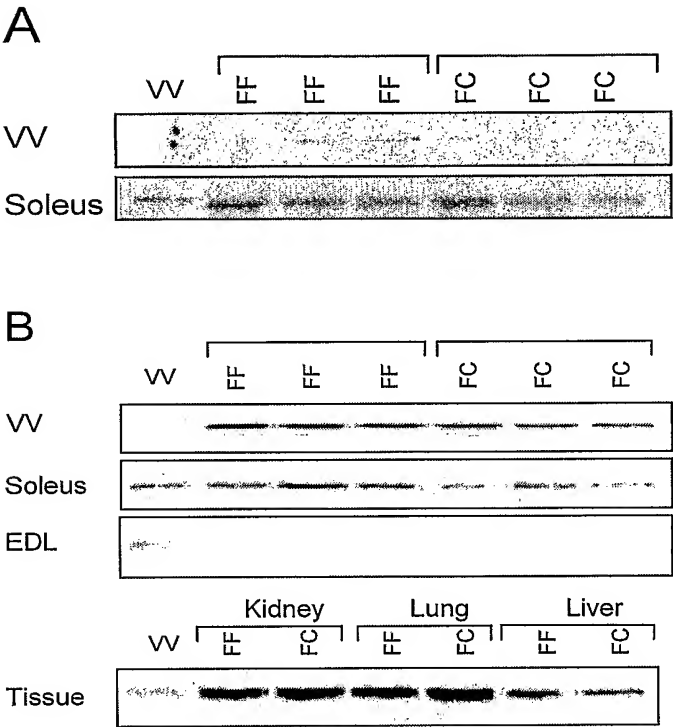 A
VV FF FF FF FC FC FC
VV
Soleus
B
VV FF FF FF FC FC FC
VV
Soleus
EDL
Kidney Lung Liver
VV FF FC FF FC FF FC
Tissue